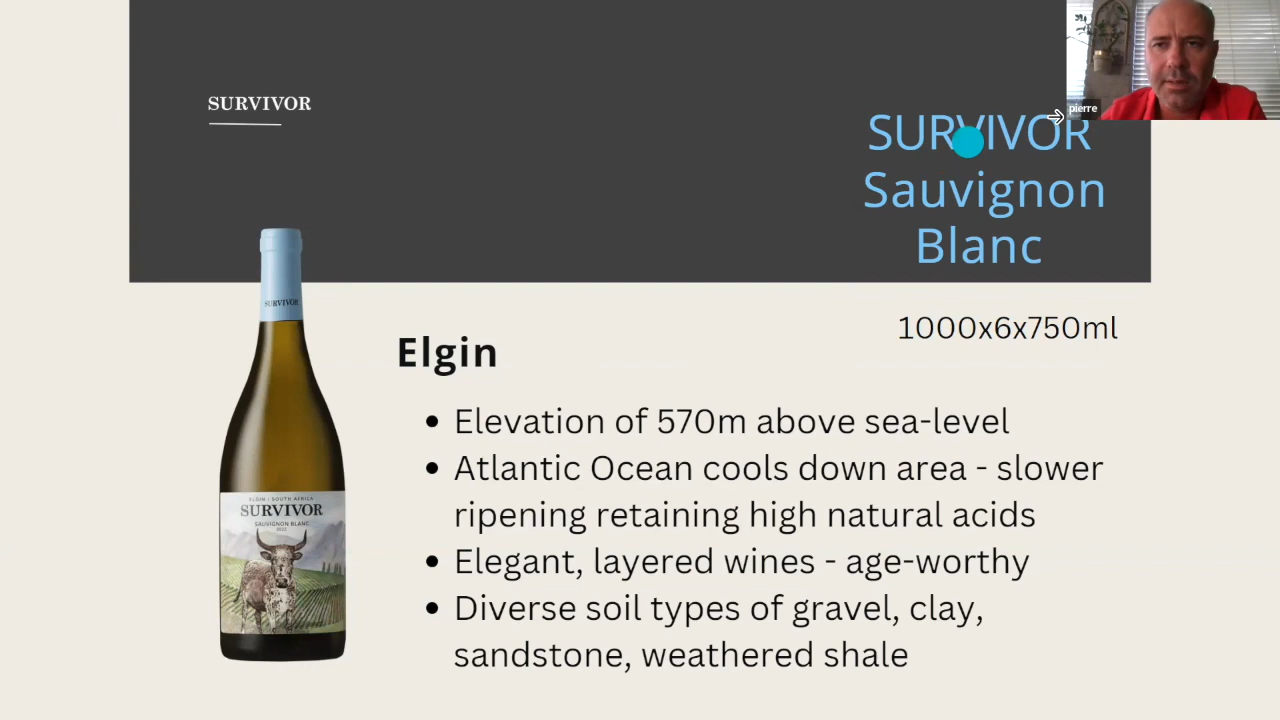 SURVIVOR
pierre
SURVIVOR
Sauvignon
Blanc
1000x6x750ml
SURVIVOR
Elgin
Elevation of 570m above sea-level
Atlantic Ocean cools down area - slower
ripening retaining high natural acids
Elegant, layered wines - age-worthy
Diverse soil types of gravel, clay,
sandstone, weathered shale
ELGIN | SOUTH AFRICA
SURVIVOR
SAUVIGNON BLANC
2022